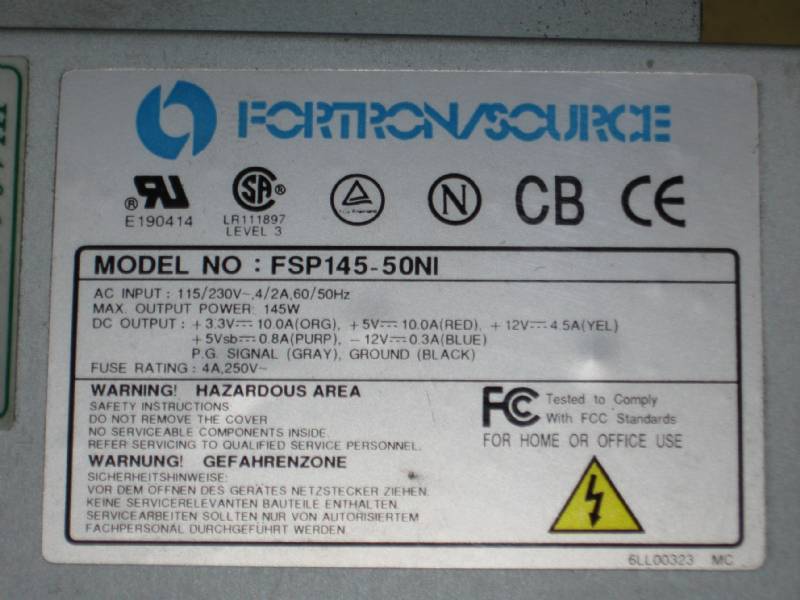 FORTRON/SOURCE
® RU
E190414
SA ®
LR111897
LEVEL 3
N
CB
CE
MODEL NO : FSP145-50NI
AC INPUT : 115/230V~,4/2A,60/50Hz
MAX. OUTPUT POWER: 145W
DC OUTPUT : +3.3V⎓10.0A(ORG), +5V⎓10.0A(RED), +12V⎓4.5A(YEL)
+5Vsb⎓0.8A(PURP), -12V⎓0.3A(BLUE)
P.G. SIGNAL (GRAY), GROUND (BLACK)
FUSE RATING : 4A,250V~
WARNING! HAZARDOUS AREA
SAFETY INSTRUCTIONS:
DO NOT REMOVE THE COVER
NO SERVICEABLE COMPONENTS INSIDE.
REFER SERVICING TO QUALIFIED SERVICE PERSONNEL.
WARNUNG! GEFAHRENZONE
SICHERHEITSHINWEISE:
VOR DEM OFFNEN DES GERATES NETZSTECKER ZIEHEN.
KEINE SERVICERELEVANTEN BAUTEILE ENTHALTEN.
SERVICEARBEITEN SOLLTEN NUR VON AUTORISIERTEM
FACHPERSONAL DURCHGEFÜHRT WERDEN.
FC Tested to Comply
With FCC Standards
FOR HOME OR OFFICE USE
6LL00323 MC